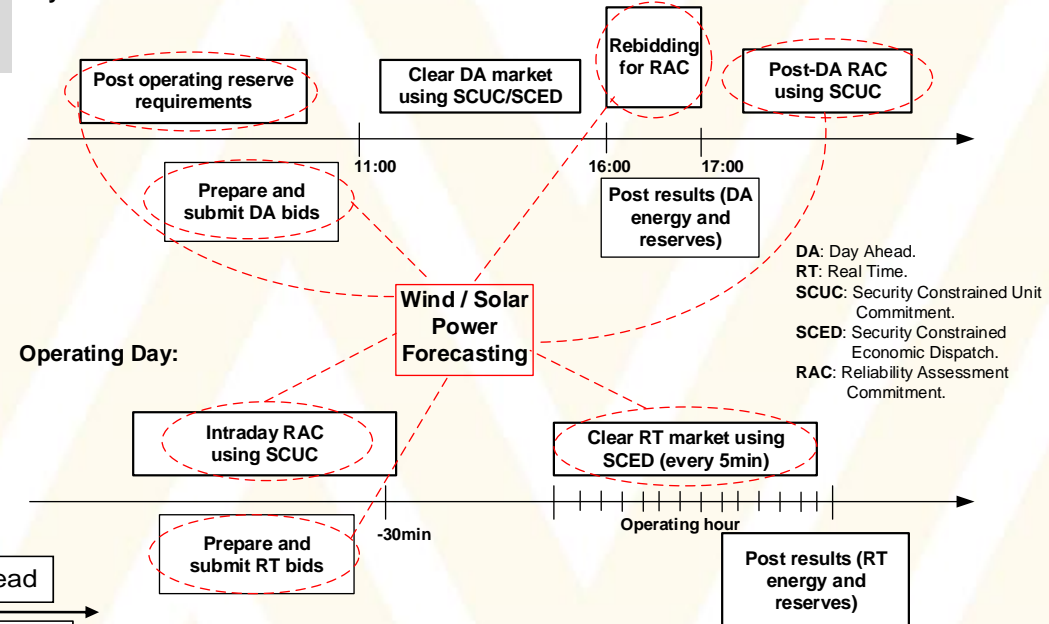 Post operating reserve
requirements
Clear DA market
using SCUC/SCED
Rebidding
for RAC
Post-DA RAC
using SCUC
11:00
16:00
17:00
Prepare and
submit DA bids
Post results (DA
energy and
reserves)
DA: Day Ahead.
RT: Real Time.
SCUC: Security Constrained Unit
Commitment.
SCED: Security Constrained
Economic Dispatch.
RAC: Reliability Assessment
Commitment.
Wind / Solar
Power
Forecasting
Operating Day:
Intraday RAC
using SCUC
Clear RT market using
SCED (every 5min)
-30min
Operating hour
Prepare and
submit RT bids
Post results (RT
energy and
reserves)